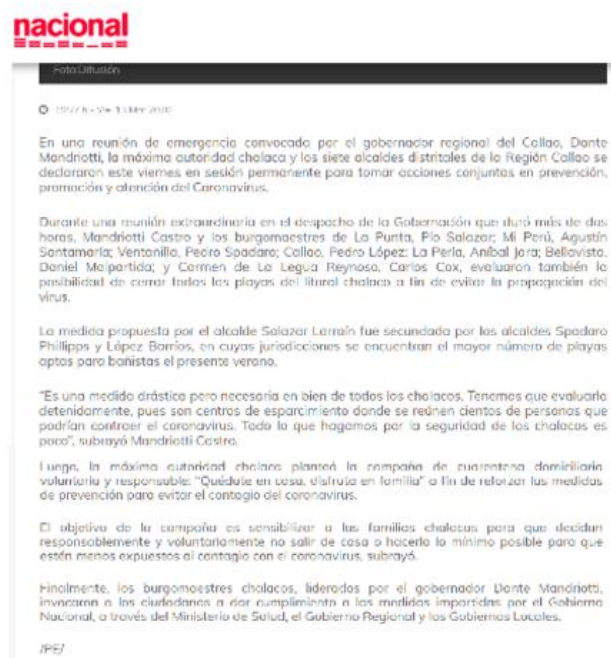 nacional
Foto:Difusión
En una reunión de emergencia convocada por el gobernador regional del Callao, Dante
Mandriotti, la máxima autoridad chalaca y los siete alcaldes distritales de la Región Callao se
declararon este viernes en sesión permanente para tomar acciones conjuntas en prevención,
promoción y atención del Coronavirus.
Durante una reunión extraordinaria en el despacho de la Gobernación que duró más de dos
horas, Mandriotti Castro y los burgomaestres de La Punta, Pío Salazar; Mi Perú, Agustín
Santamaría; Ventanilla, Pedro Spadaro; Callao, Pedro López; La Perla, Aníbal Jara; Bellavista,
Daniel Malpartida; y Carmen de La Legua Reynoso, Carlos Cox, evaluaron también la
posibilidad de cerrar todas las playas del litoral chalaco a fin de evitar la propagación del
virus.
La medida propuesta por el alcalde Salazar Larraín fue secundada por los alcaldes Spadaro
Phillipps y López Barrios, en cuyas jurisdicciones se encuentran el mayor número de playas
aptas para bañistas el presente verano.
"Es una medida drástica pero necesaria en bien de todos los chalacos. Tenemos que evaluarlo
detenidamente, pues son centros de esparcimiento donde se reúnen cientos de personas que
podrían contraer el coronavirus. Todo lo que hagamos por la seguridad de los chalacos es
poco", subrayó Mandriotti Castro.
Luego, la máxima autoridad chalaca planteó la campaña de cuarentena domiciliaria
voluntaria y responsable: "Quédate en casa, disfruta en familia" a fin de reforzar las medidas
de prevención para evitar el contagio del coronavirus.
El objetivo de la campaña es sensibilizar a las familias chalacas para que decidan
responsablemente y voluntariamente no salir de casa o hacerlo lo mínimo posible para que
estén menos expuestos al contagio con el coronavirus, subrayó.
Finalmente, los burgomaestres chalacos, liderados por el gobernador Dante Mandriotti,
invocaron a los ciudadanos a dar cumplimiento a las medidas impartidas por el Gobierno
Nacional, a través del Ministerio de Salud, el Gobierno Regional y los Gobiernos Locales.
/PE/